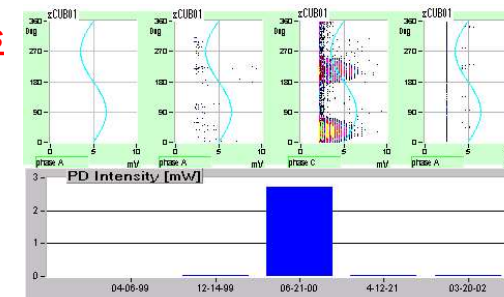 s
zCUB01 zCUB01 zCUB01 zCUB01
360 360 360 360
Deg Deg Deg Deg
270 270 270 270
180 180 180 180
90 90 90 90
0 0 0 0
0 5 10 0 5 10 0 5 10 0 5 10
phase A mV phase A mV phase C mV phase A mV
3 PD Intensity [mW]
2
1
0
04-06-99 12-14-99 06-21-00 4-12-21 03-20-02